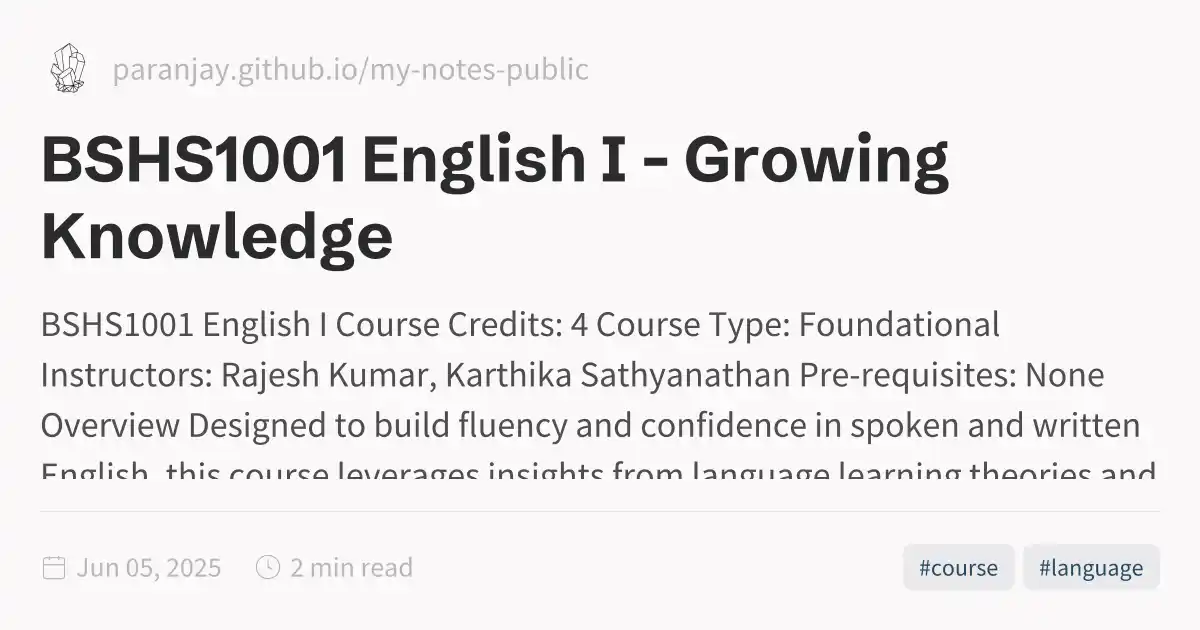 paranjay.github.io/my-notes-public
BSHS1001 English I - Growing
Knowledge
BSHS1001 English I Course Credits: 4 Course Type: Foundational
Instructors: Rajesh Kumar, Karthika Sathyanathan Pre-requisites: None
Overview Designed to build fluency and confidence in spoken and written
English, this course leverages insights from language learning theories and
Jun 05, 2025
2 min read
#course
#language